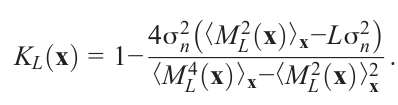 K_L(x) = 1 − 4σ_n^2(⟨M_L^2(x)⟩_x−Lσ_n^2) / ⟨M_L^4(x)⟩_x−⟨M_L^2(x)⟩_x^2 .